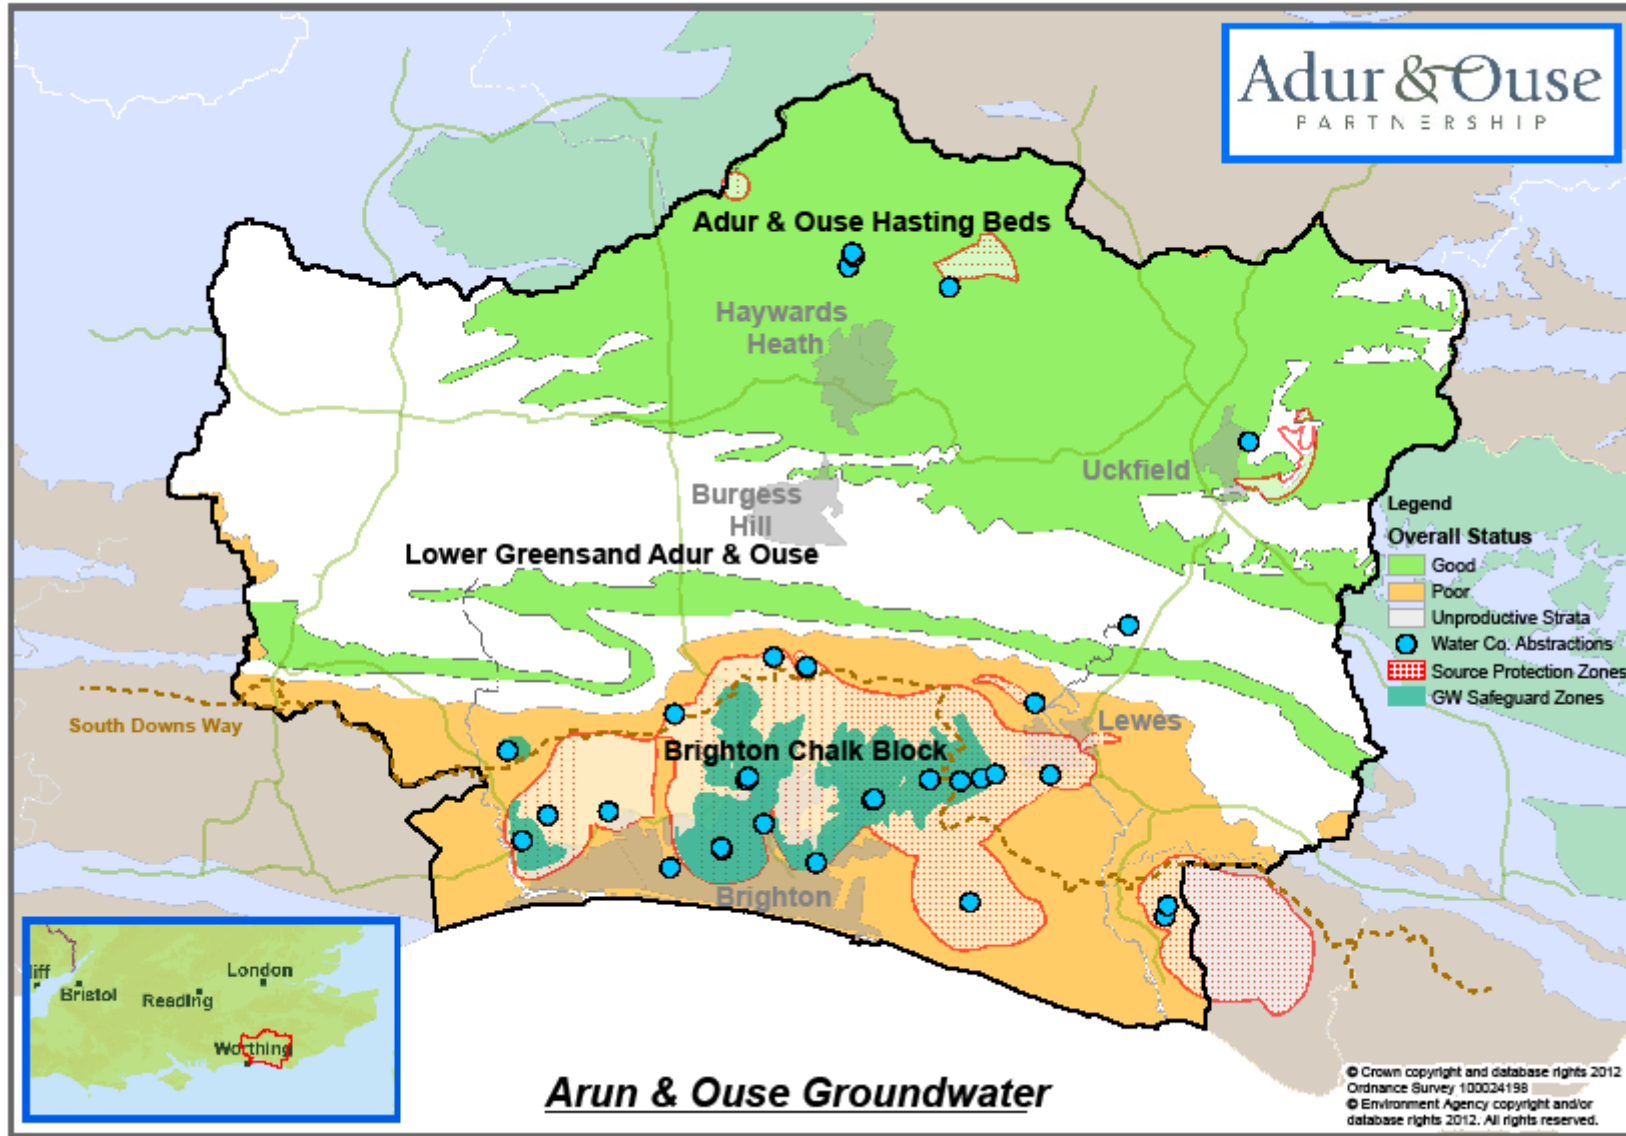 Adur & Ouse
PARTNERSHIP
Adur & Ouse Hasting Beds
Haywards
Heath
Uckfield
Burgess
Hill
Lower Greensand Adur & Ouse
Legend
Overall Status
Good
Poor
Unproductive Strata
Water Co. Abstractions
Source Protection Zones
GW Safeguard Zones
South Downs Way
Lewes
Brighton Chalk Block
Brighton
London
liff
Bristol
Reading
Worthing
Arun & Ouse Groundwater
© Crown copyright and database rights 2012
Ordnance Survey 100024198
© Environment Agency copyright and/or
database rights 2012. All rights reserved.